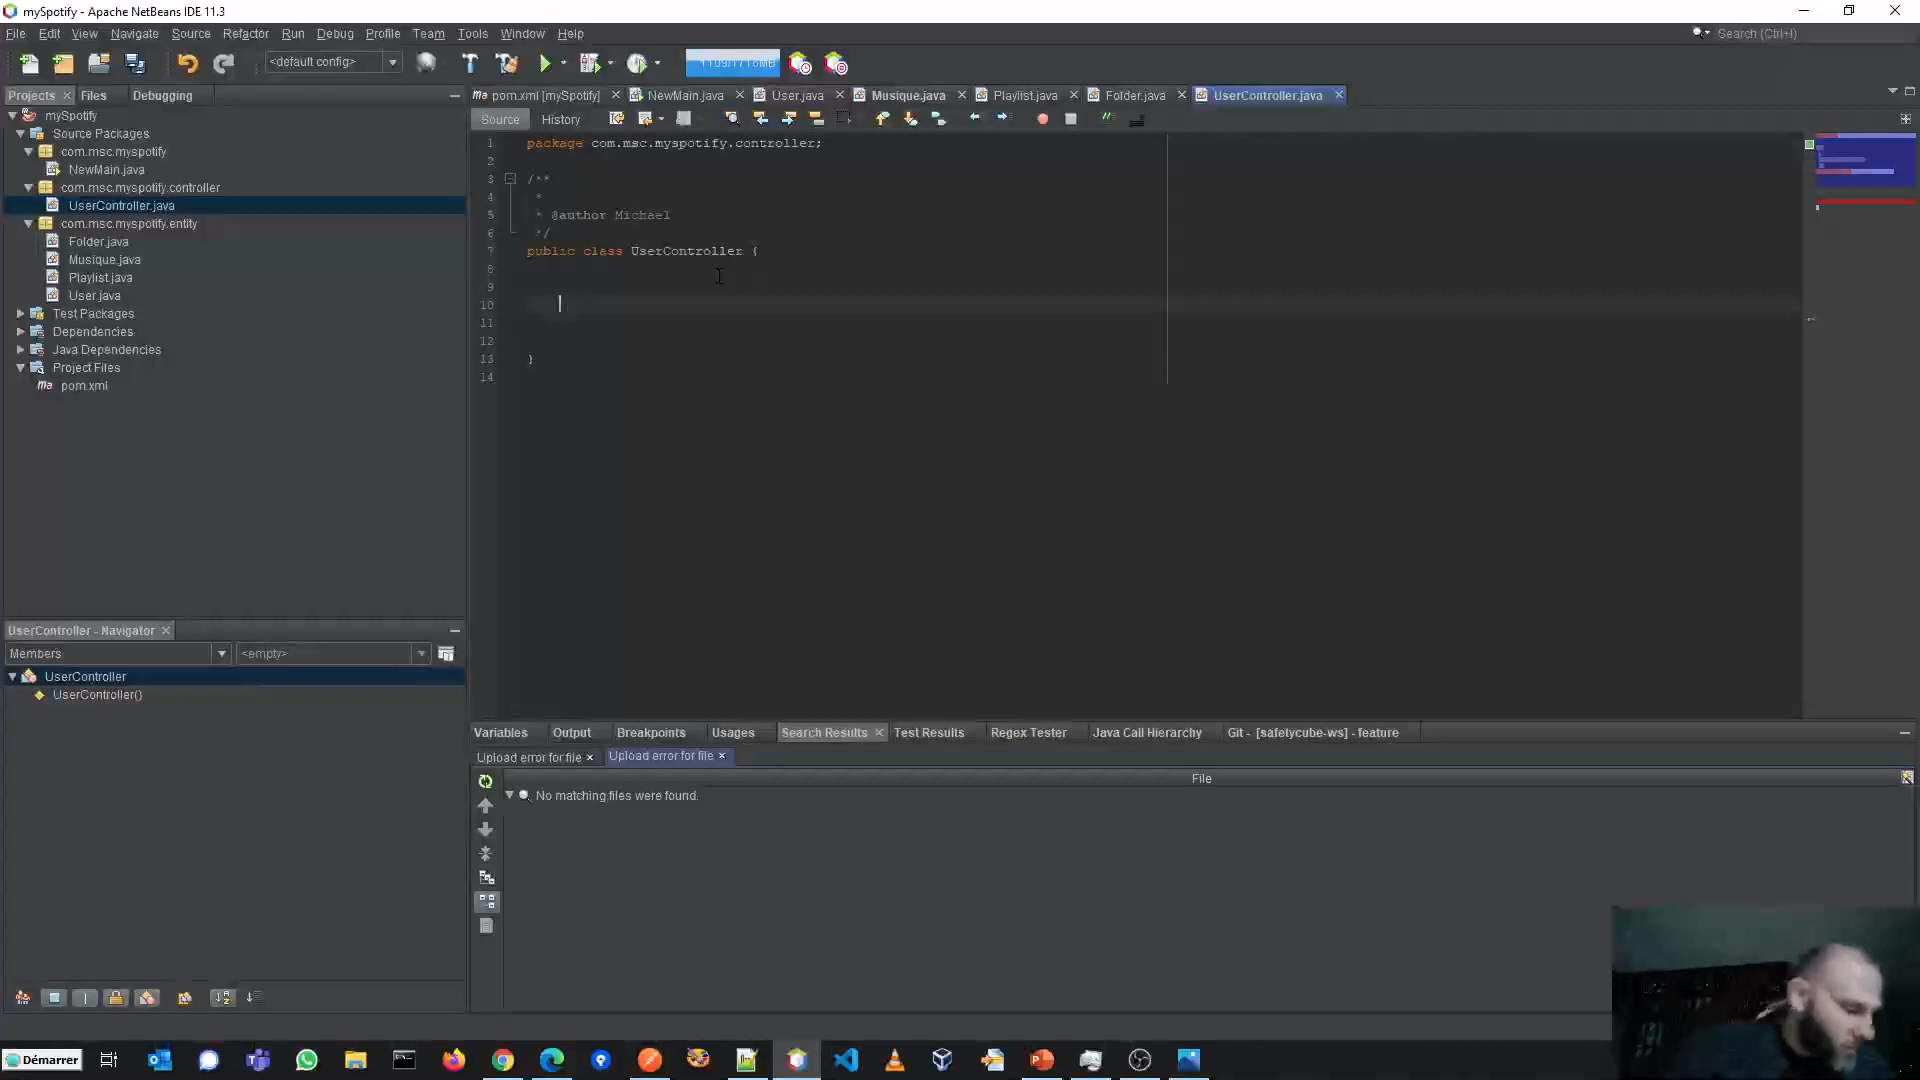 mySpotify - Apache NetBeans IDE 11.3
File Edit View Navigate Source Refactor Run Debug Profile Team Tools Window Help
Search (Ctrl+I)
<default config>
Projects Files Debugging
pom.xml [mySpotify] NewMain.java User.java Musique.java Playlist.java Folder.java UserController.java
Source History
mySpotify
Source Packages
com.msc.myspotify
NewMain.java
com.msc.myspotify.controller
UserController.java
com.msc.myspotify.entity
Folder.java
Musique.java
Playlist.java
User.java
Test Packages
Dependencies
Java Dependencies
Project Files
pom.xml
1 package com.msc.myspotify.controller;
2
3 /**
4 *
5 * @author Michael
6 */
7 public class UserController {
8
9
10
11
12
13 }
14
UserController - Navigator
Members <empty>
UserController
UserController()
Variables Output Breakpoints Usages Search Results Test Results Regex Tester Java Call Hierarchy Git - [safetycube-ws] - feature
Upload error for file Upload error for file
File
No matching files were found.
Démarrer